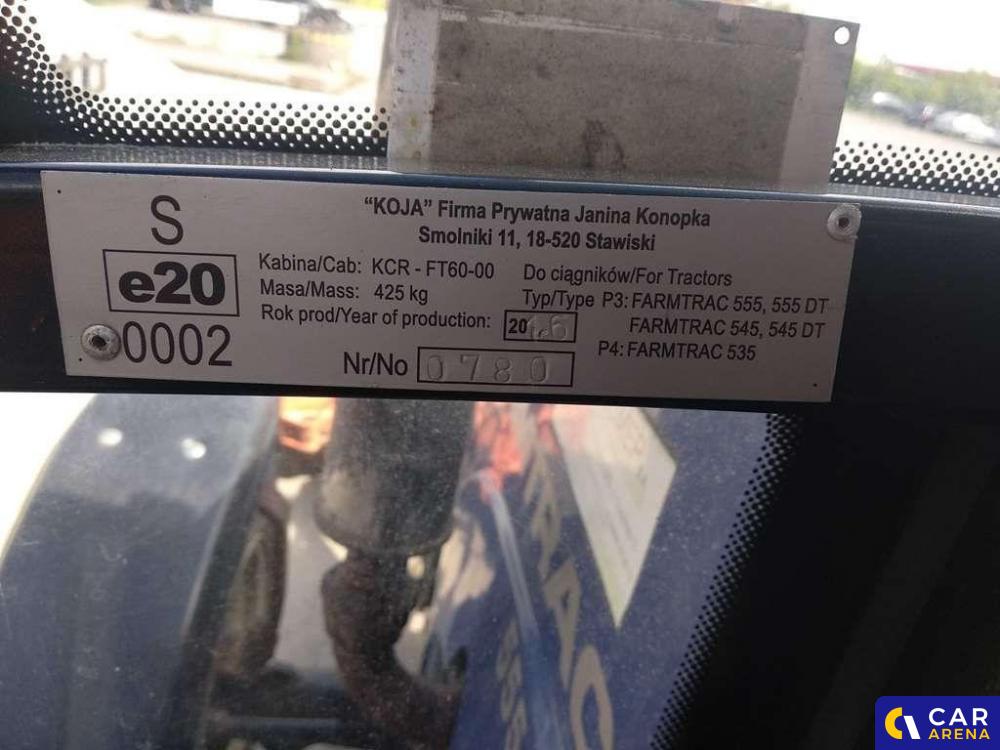 S
e20
0002
"KOJA" Firma Prywatna Janina Konopka
Smolniki 11, 18-520 Stawiski
Kabina/Cab: KCR - FT60-00
Masa/Mass: 425 kg
Rok prod/Year of production: 2016
Nr/No 0780
Do ciągników/For Tractors
Typ/Type P3: FARMTRAC 555, 555 DT
FARMTRAC 545, 545 DT
P4: FARMTRAC 535
CAR
ARENA